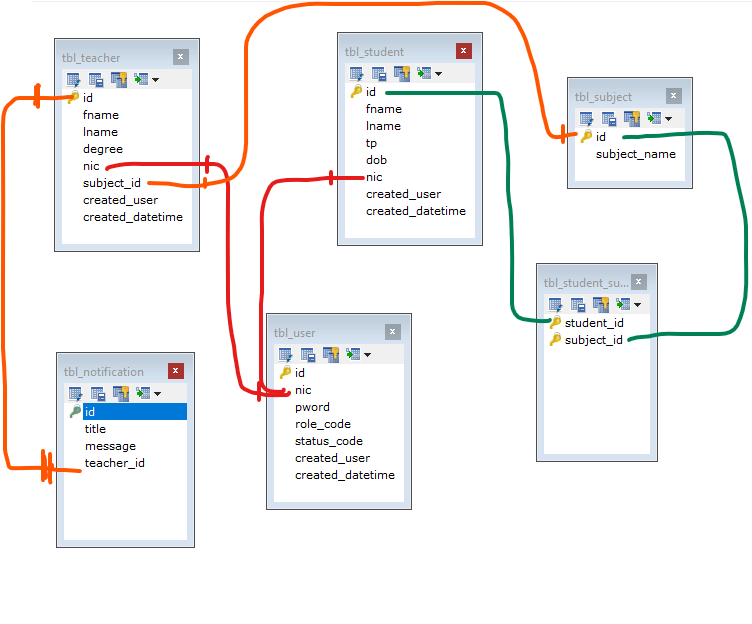 tbl_teacher
id
fname
lname
degree
nic
subject_id
created_user
created_datetime
tbl_student
id
fname
lname
tp
dob
nic
created_user
created_datetime
tbl_subject
id
subject_name
tbl_student_su...
student_id
subject_id
tbl_user
id
nic
pword
role_code
status_code
created_user
created_datetime
tbl_notification
id
title
message
teacher_id